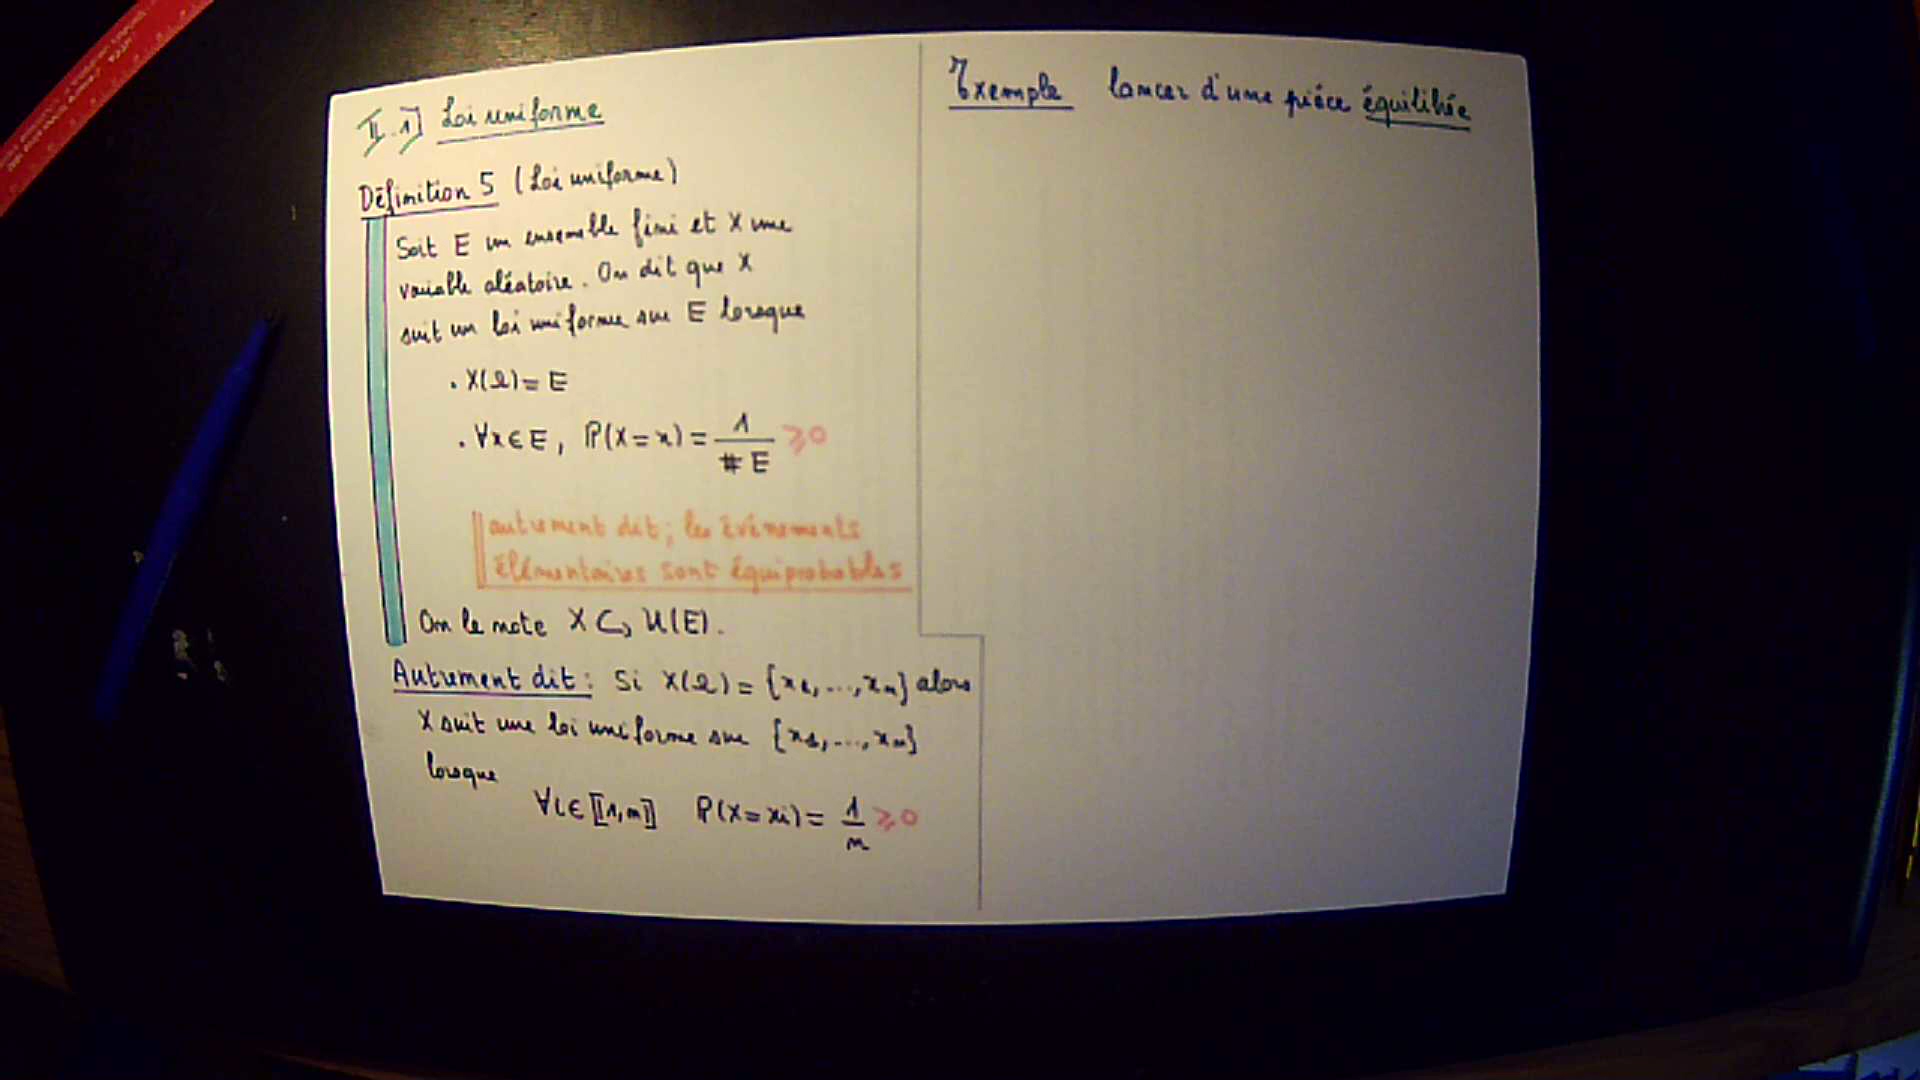 II.1] Loi uniforme
Définition 5 (Loi uniforme)
Soit E un ensemble fini et X une
variable aléatoire. On dit que X
suit un loi uniforme sur E lorsque
. X(Ω) = E
. ∀x ∈ E, P(X=x) = 1/#E ≥0
autrement dit; les événements
élémentaires sont équiprobables
On le note X ↪ U(E).
Autrement dit : Si X(Ω) = {x1, ..., xn} alors
X suit une loi uniforme sur {x1, ..., xn}
lorsque
∀i ∈ ⟦1,n⟧ P(X=xi) = 1/n ≥0
Exemple lancer d'une pièce équilibée